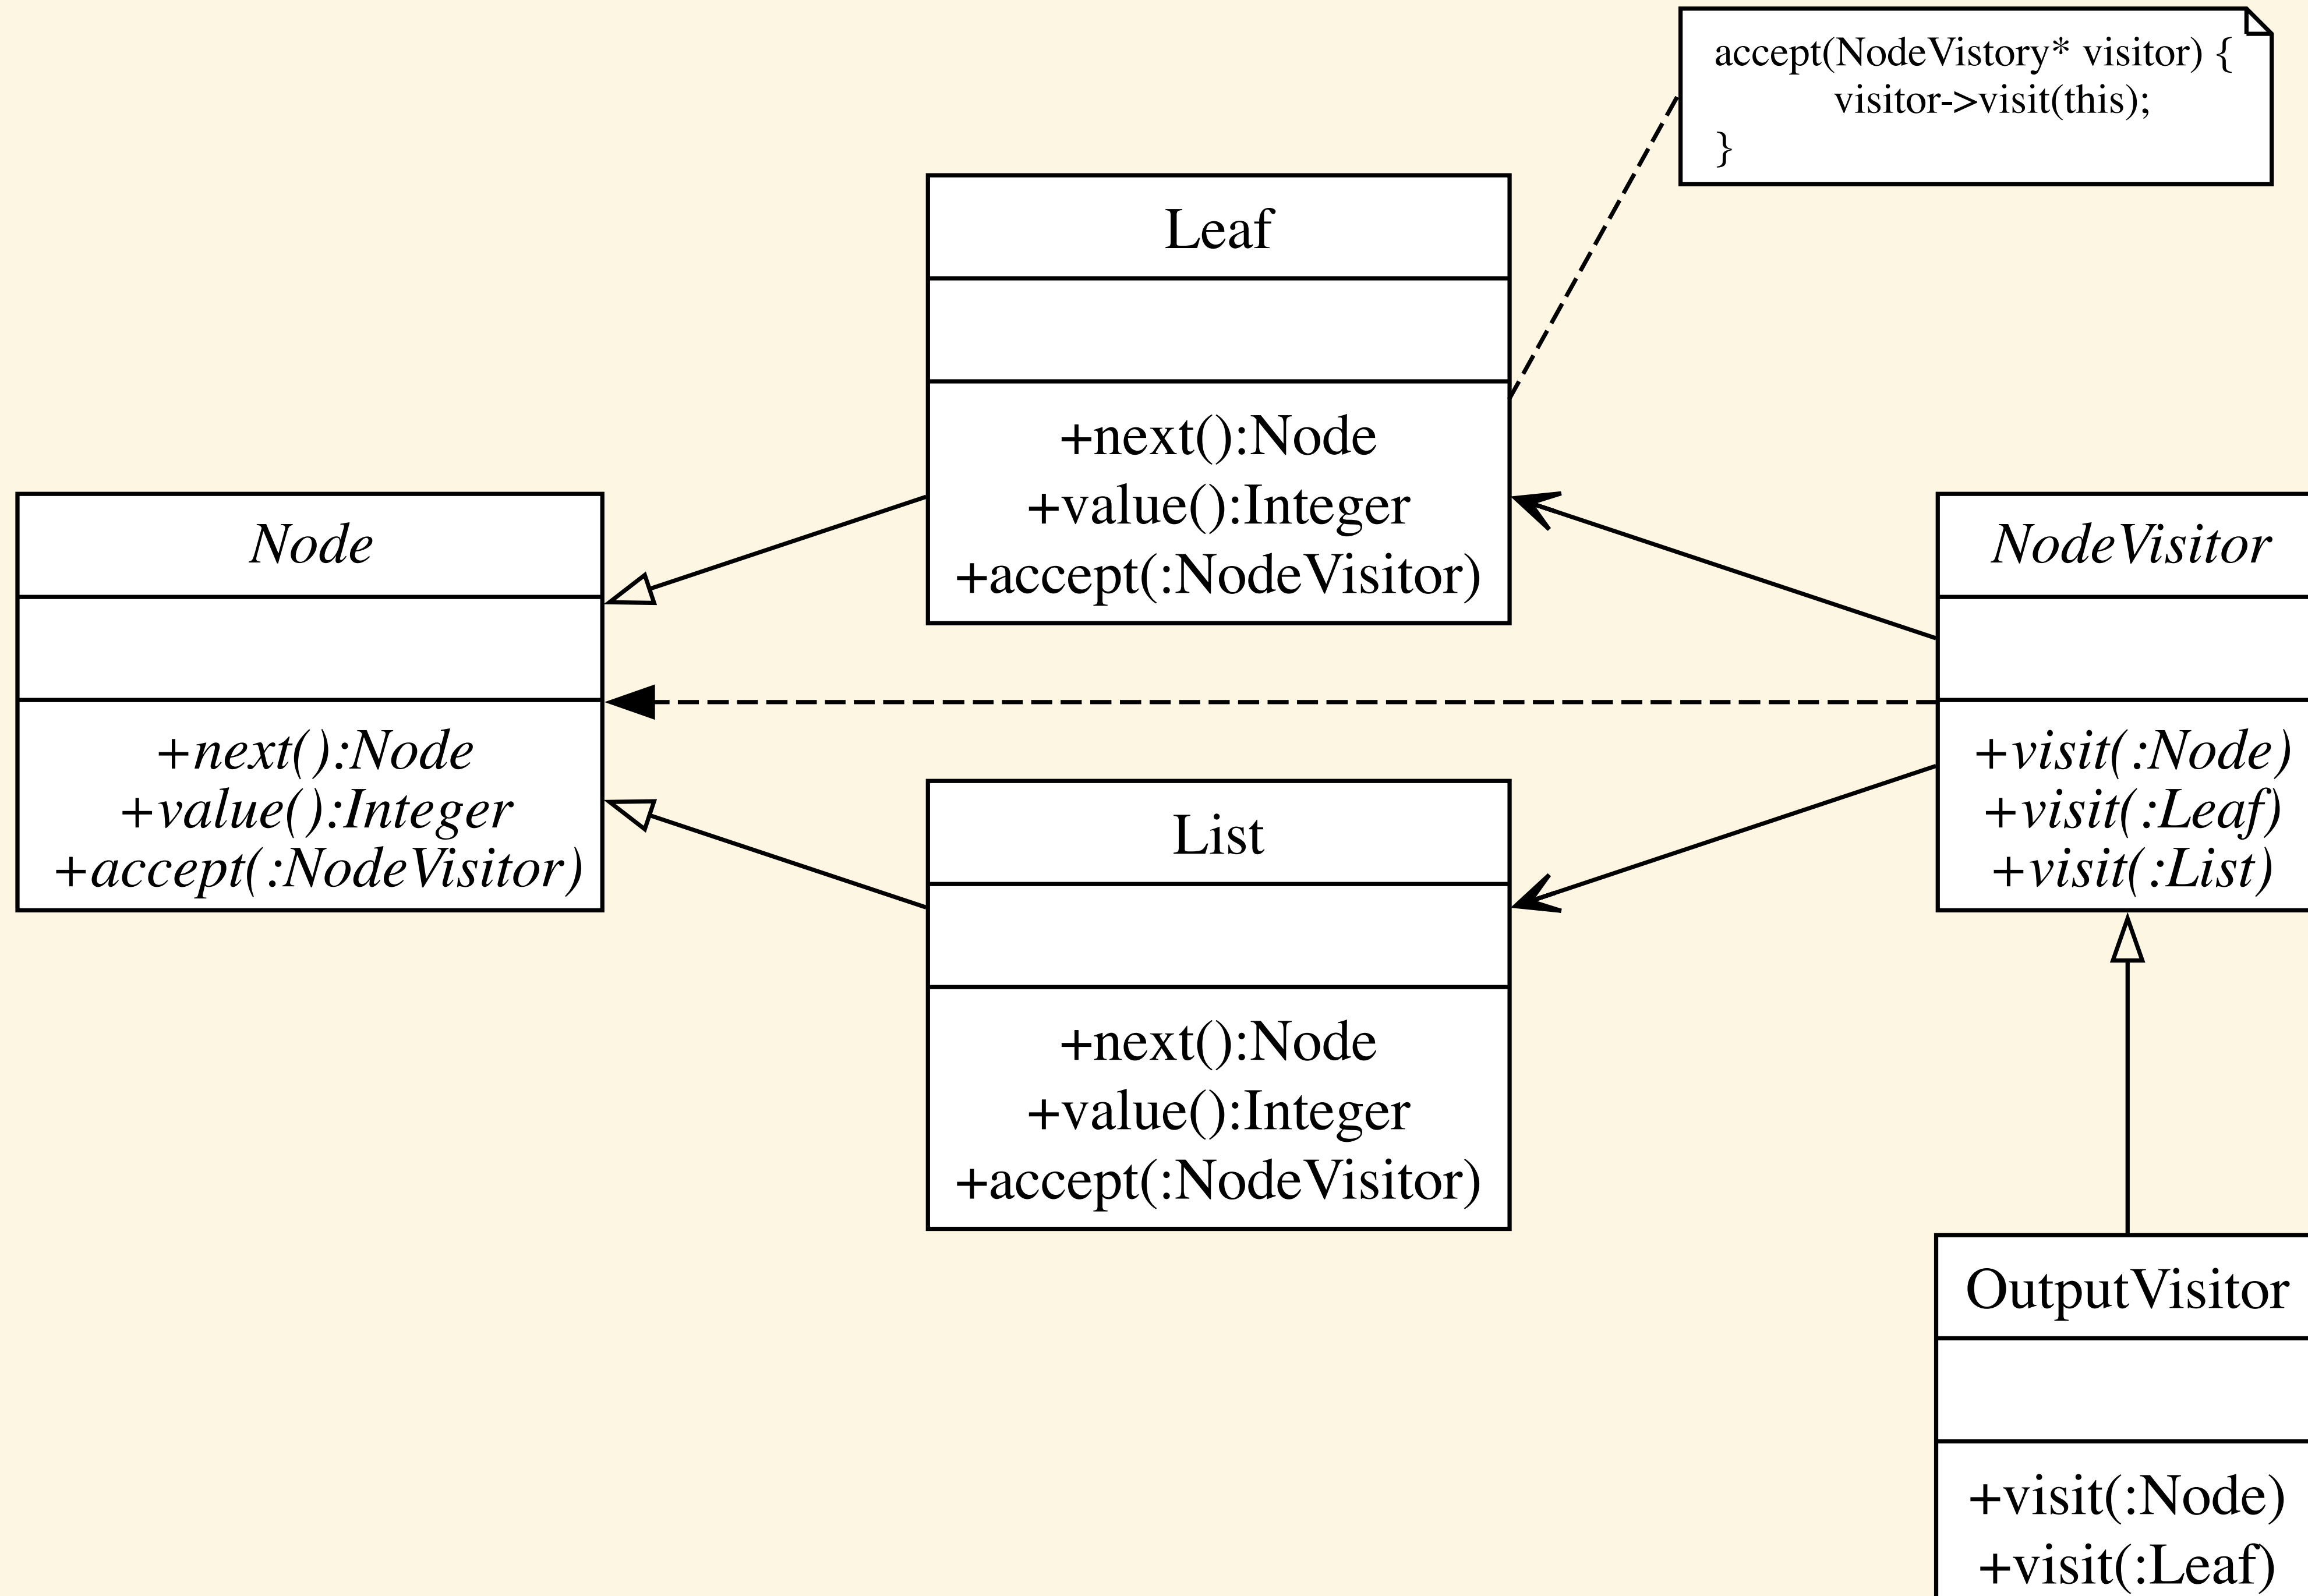 accept(NodeVistory* visitor) {
visitor->visit(this);
}
Leaf
+next():Node
+value():Integer
+accept(:NodeVisitor)
Node
+next():Node
+value():Integer
+accept(:NodeVisitor)
NodeVisitor
+visit(:Node)
+visit(:Leaf)
+visit(:List)
List
+next():Node
+value():Integer
+accept(:NodeVisitor)
OutputVisitor
+visit(:Node)
+visit(:Leaf)